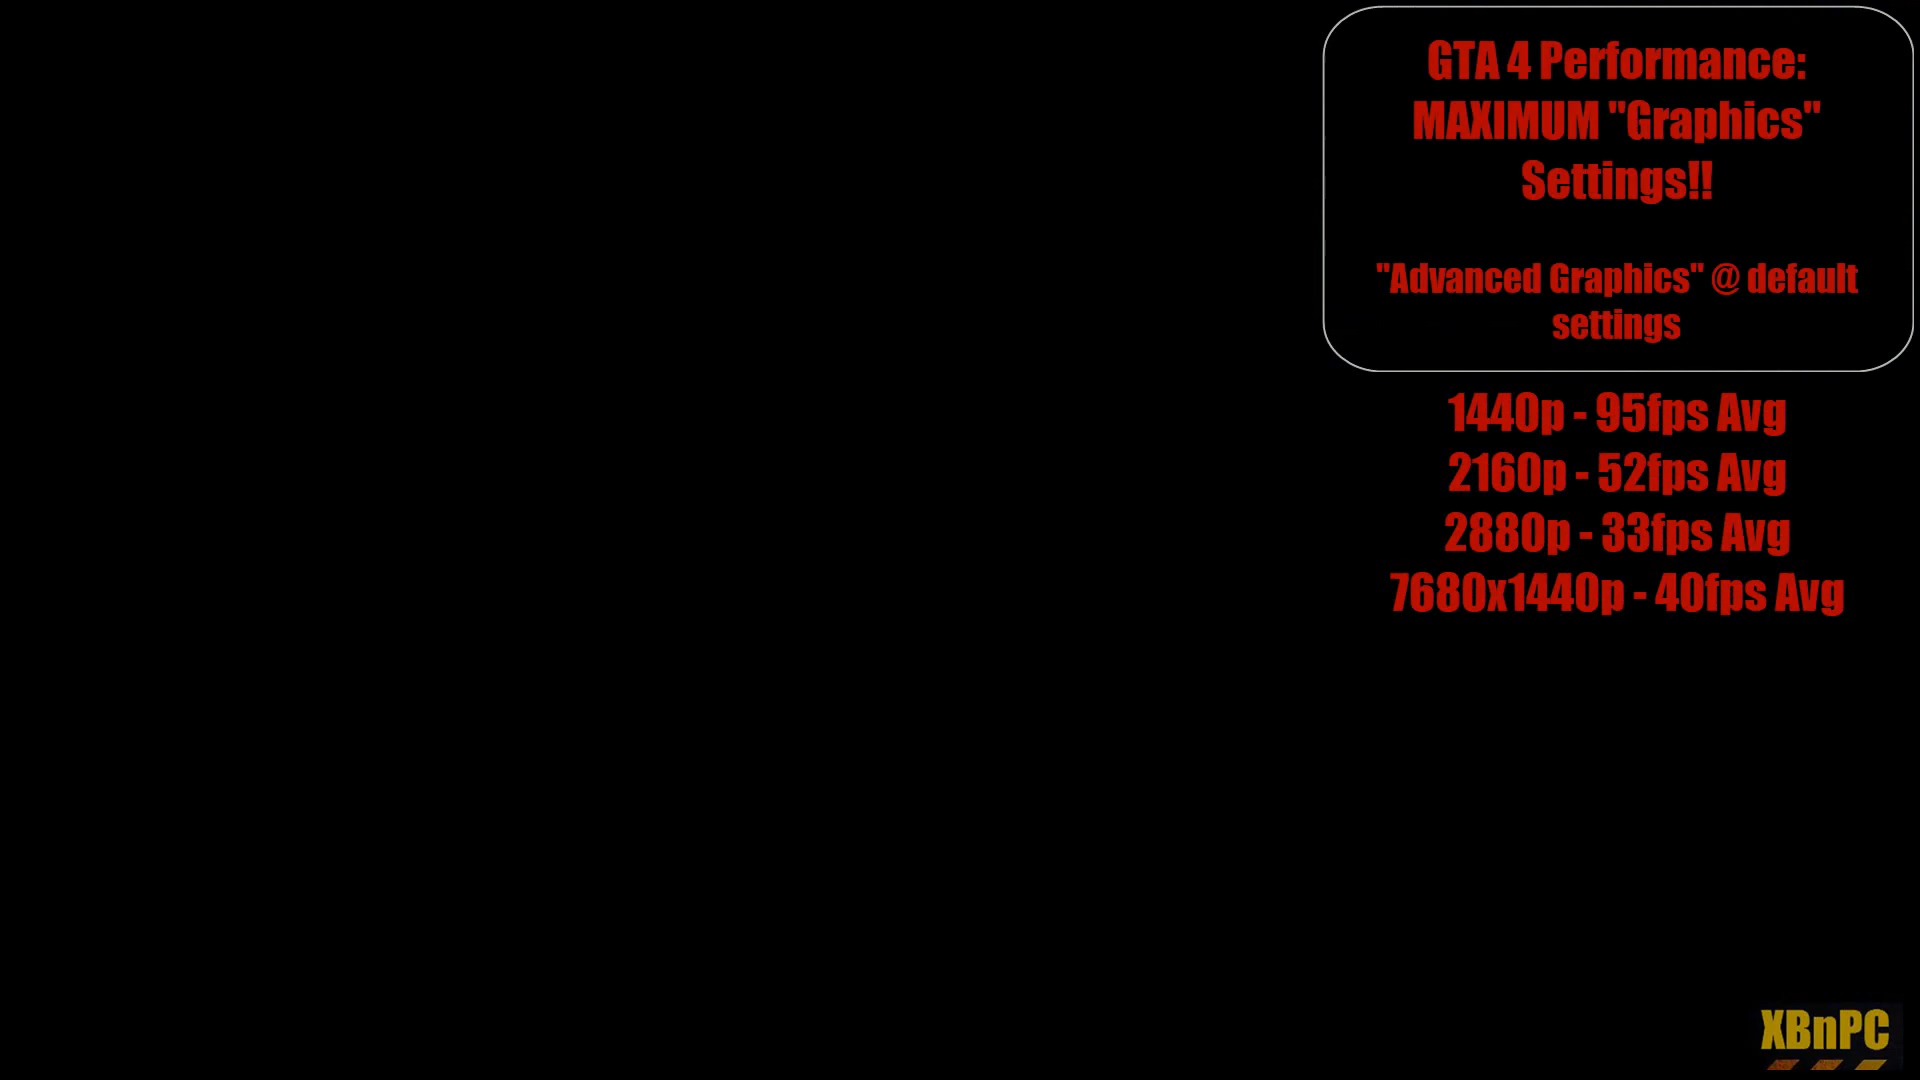 GTA 4 Performance:
MAXIMUM "Graphics"
Settings!!
"Advanced Graphics" @ default
settings
1440p - 95fps Avg
2160p - 52fps Avg
2880p - 33fps Avg
7680x1440p - 40fps Avg
XBnPC